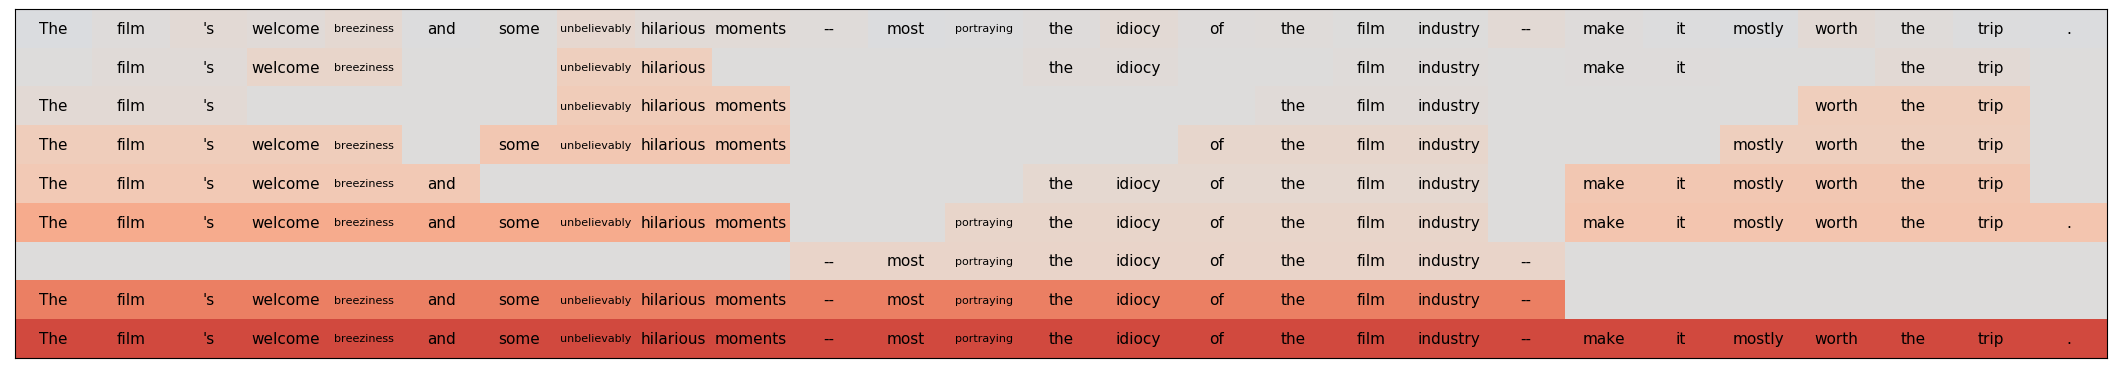 The film 's welcome breeziness and some unbelievably hilarious moments -- most portraying the idiocy of the film industry -- make it mostly worth the trip .
film 's welcome breeziness unbelievably hilarious the idiocy film industry make it the trip
The film 's unbelievably hilarious moments the film industry worth the trip
The film 's welcome breeziness some unbelievably hilarious moments of the film industry mostly worth the trip
The film 's welcome breeziness and the idiocy of the film industry make it mostly worth the trip
The film 's welcome breeziness and some unbelievably hilarious moments portraying the idiocy of the film industry make it mostly worth the trip .
-- most portraying the idiocy of the film industry --
The film 's welcome breeziness and some unbelievably hilarious moments -- most portraying the idiocy of the film industry --
The film 's welcome breeziness and some unbelievably hilarious moments -- most portraying the idiocy of the film industry -- make it mostly worth the trip .